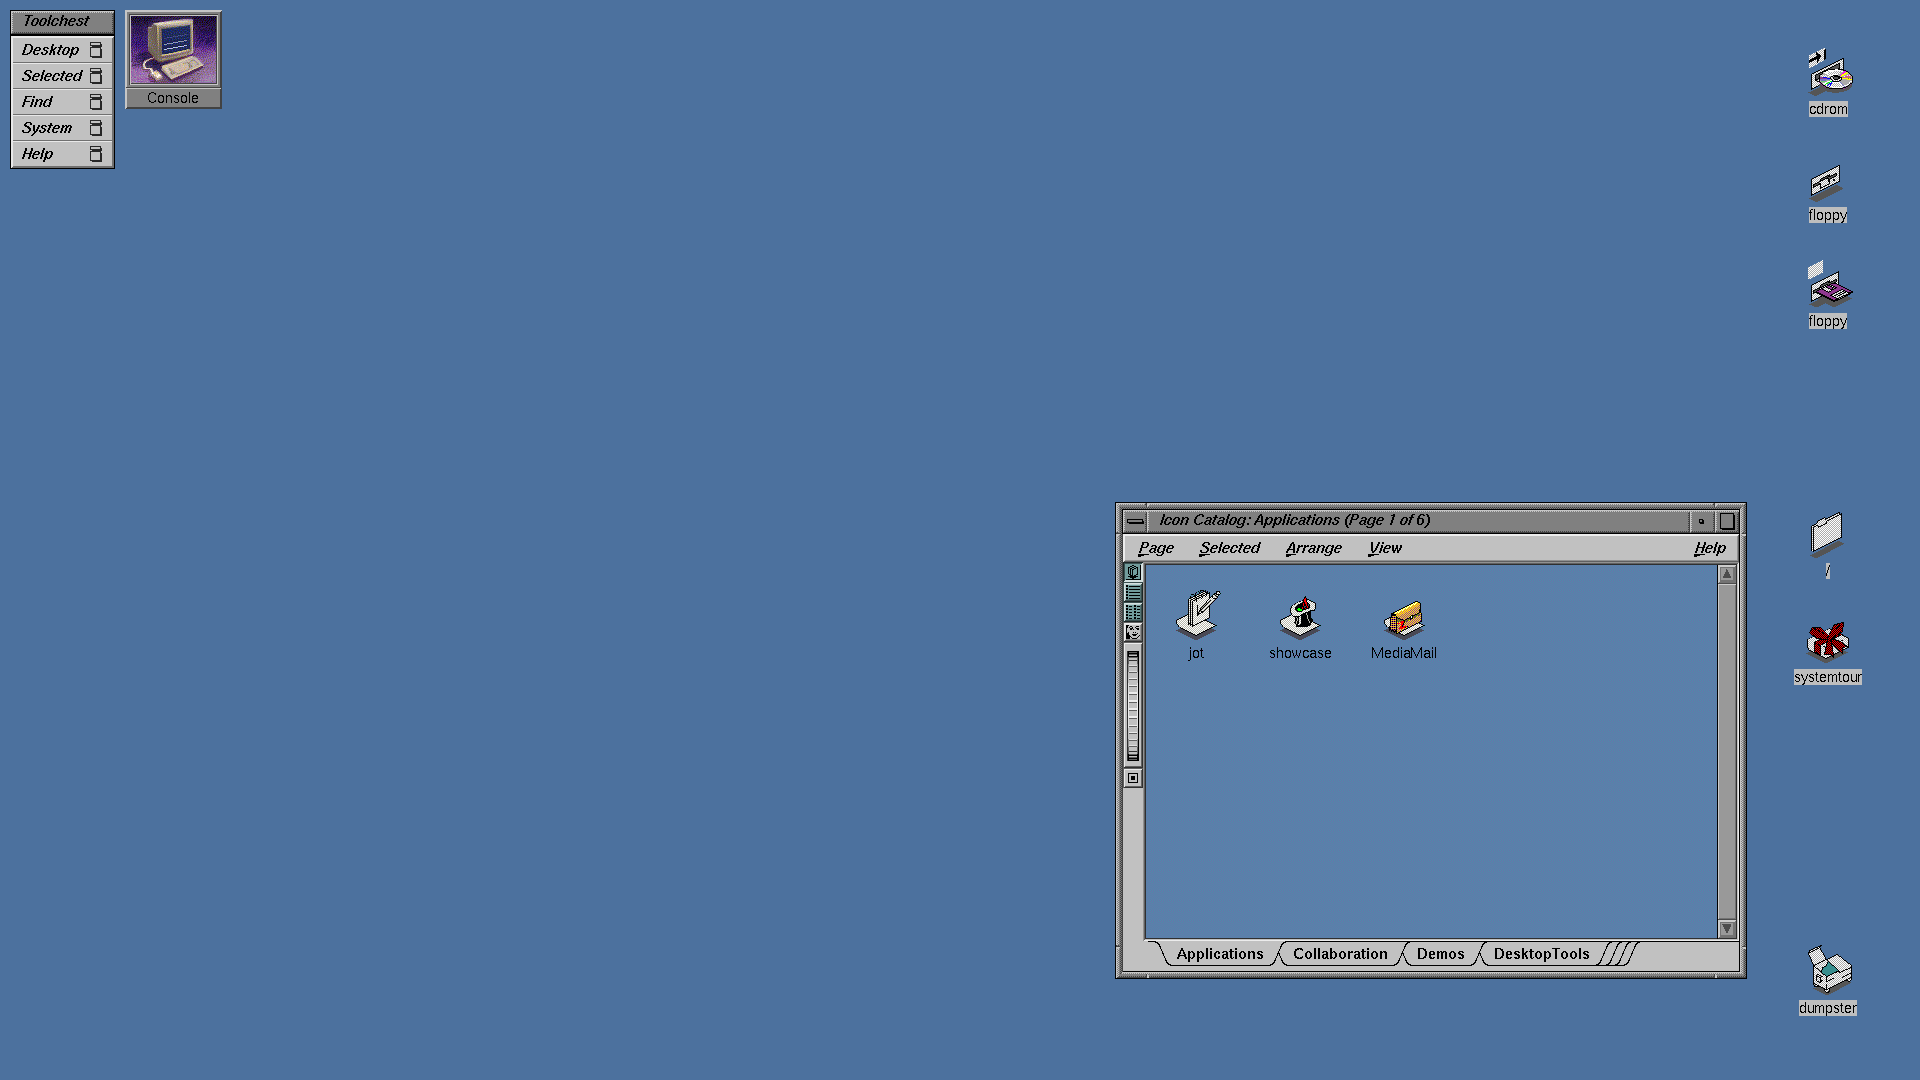 Toolchest
Desktop
Selected
Find
System
Help
Console
cdrom
floppy
floppy
/
systemtour
dumpster
Icon Catalog: Applications (Page 1 of 6)
Page Selected Arrange View Help
jot showcase MediaMail
Applications Collaboration Demos DesktopTools